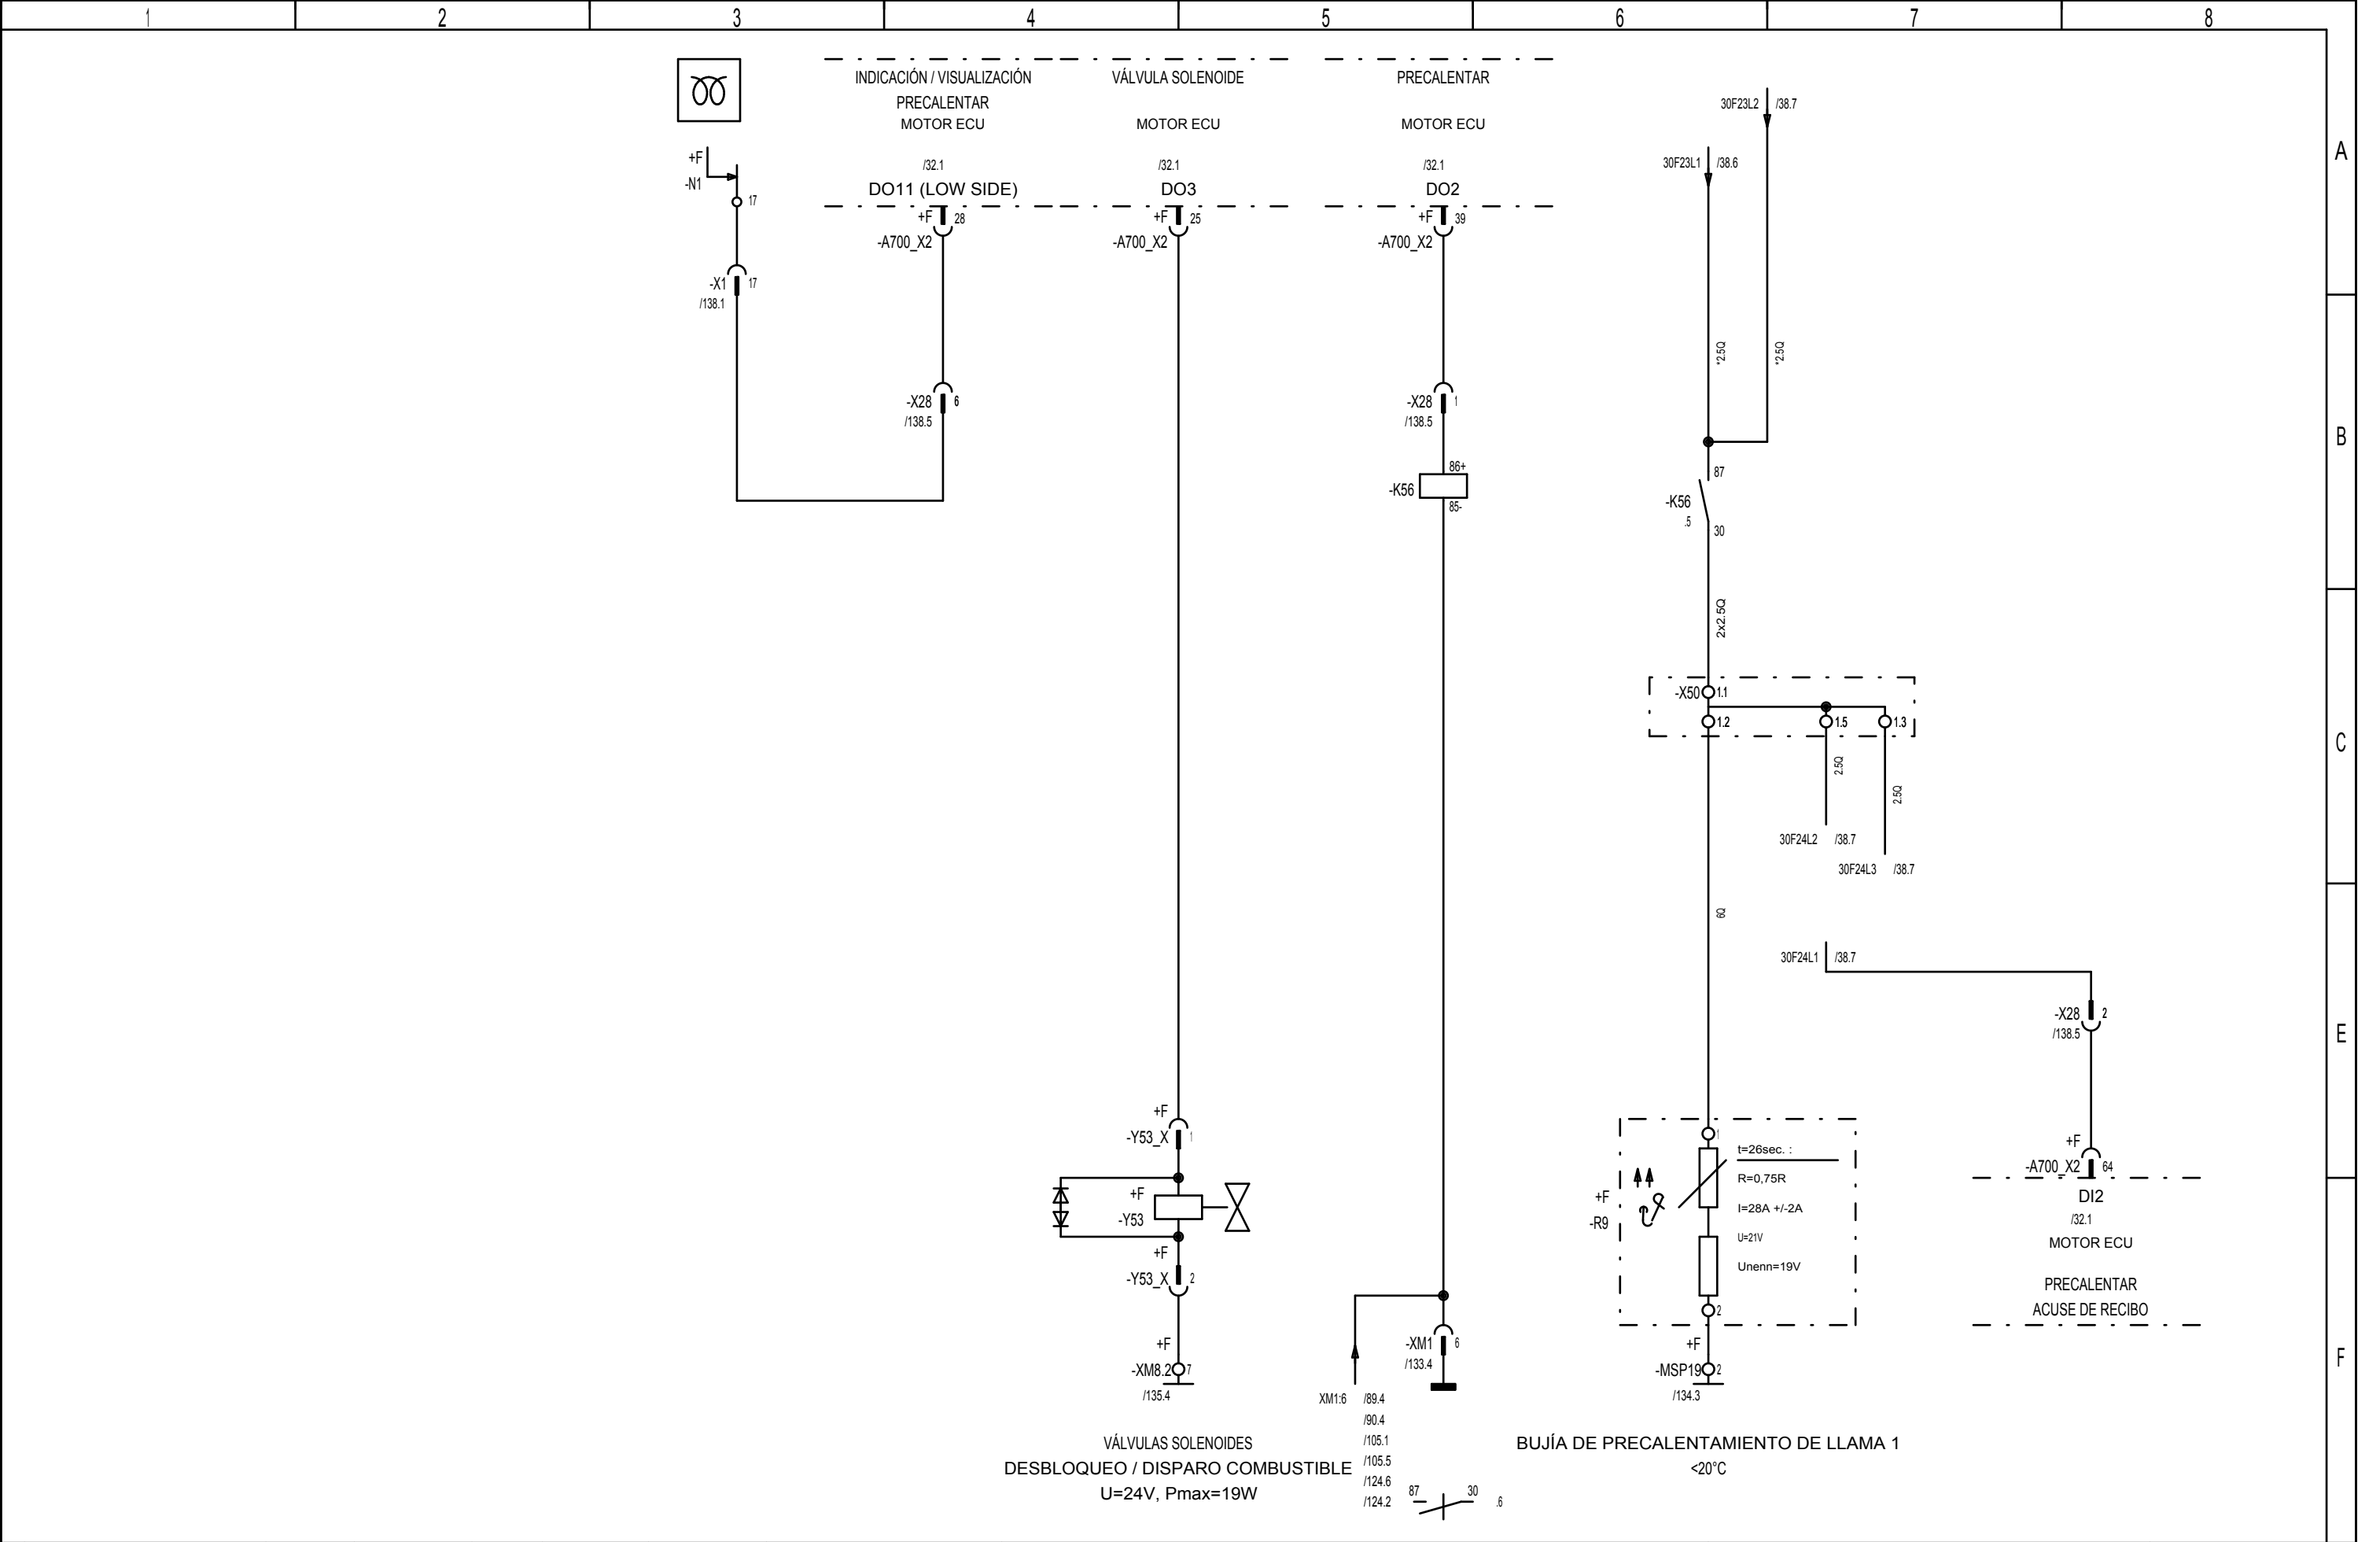 1 2 3 4 5 6 7 8
INDICACIÓN / VISUALIZACIÓN
PRECALENTAR
MOTOR ECU
/32.1
DO11 (LOW SIDE)
VÁLVULA SOLENOIDE
MOTOR ECU
/32.1
DO3
PRECALENTAR
MOTOR ECU
/32.1
DO2
30F23L2 /38.7
30F23L1 /38.6
A
+F
-N1
17
+F 28
-A700_X2
+F 25
-A700_X2
+F 39
-A700_X2
-X1 17
/138.1
*2.5Q
*2.5Q
-X28 6
/138.5
-X28 1
/138.5
B
86+
-K56
85-
87
-K56
.5
30
2x2.5Q
-X50 1.1
1.2 1.5 1.3
C
2.5Q
2.5Q
30F24L2 /38.7
30F24L3 /38.7
6Q
30F24L1 /38.7
-X28 2
/138.5
E
+F
-Y53_X 1
+F
-Y53
+F
-Y53_X 2
+F
-XM8.2 7
/135.4
VÁLVULAS SOLENOIDES
DESBLOQUEO / DISPARO COMBUSTIBLE
U=24V, Pmax=19W
-XM1 6
/133.4
XM1:6 /89.4
/90.4
/105.1
/105.5
/124.6
/124.2
87 30 .6
1
t=26sec. :
R=0,75R
I=28A +/-2A
U=21V
Unenn=19V
+F
-R9
2
+F
-MSP19 2
/134.3
BUJÍA DE PRECALENTAMIENTO DE LLAMA 1
<20°C
+F
-A700_X2 64
DI2
/32.1
MOTOR ECU
PRECALENTAR
ACUSE DE RECIBO
F